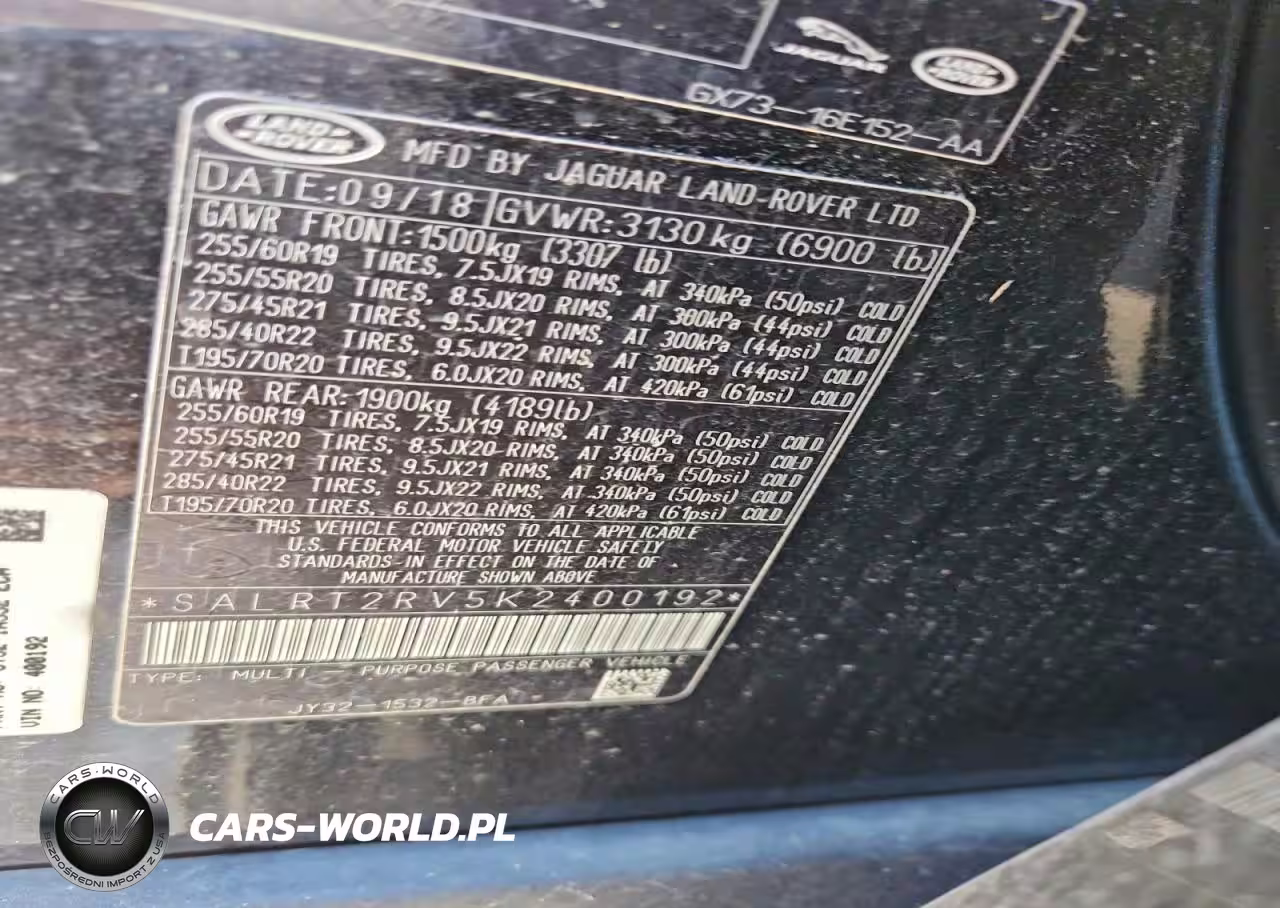 JAGUAR
LAND ROVER
GX73-16E152-AA
LAND ROVER
MFD BY JAGUAR LAND-ROVER LTD
DATE:09/18 GVWR:3130kg (6900 lb)
GAWR FRONT:1500kg (3307 lb)
255/60R19 TIRES, 7.5JX19 RIMS, AT 340kPa (50psi) COLD
255/55R20 TIRES, 8.5JX20 RIMS, AT 300kPa (44psi) COLD
275/45R21 TIRES, 9.5JX21 RIMS, AT 300kPa (44psi) COLD
285/40R22 TIRES, 9.5JX22 RIMS, AT 300kPa (44psi) COLD
T195/70R20 TIRES, 6.0JX20 RIMS, AT 420kPa (61psi) COLD
GAWR REAR:1900kg (4189lb)
255/60R19 TIRES, 7.5JX19 RIMS, AT 340kPa (50psi) COLD
255/55R20 TIRES, 8.5JX20 RIMS, AT 340kPa (50psi) COLD
275/45R21 TIRES, 9.5JX21 RIMS, AT 340kPa (50psi) COLD
285/40R22 TIRES, 9.5JX22 RIMS, AT 340kPa (50psi) COLD
T195/70R20 TIRES, 6.0JX20 RIMS, AT 420kPa (61psi) COLD
THIS VEHICLE CONFORMS TO ALL APPLICABLE
U.S. FEDERAL MOTOR VEHICLE SAFETY
STANDARDS IN EFFECT ON THE DATE OF
MANUFACTURE SHOWN ABOVE
*SALRT2RV5K2400192*
TYPE: MULTI - PURPOSE PASSENGER VEHICLE
JY32-1532-BFA
VIN NO: 400192
CARS-WORLD
CW
BEZPOŚREDNI IMPORT Z USA
CARS-WORLD.PL